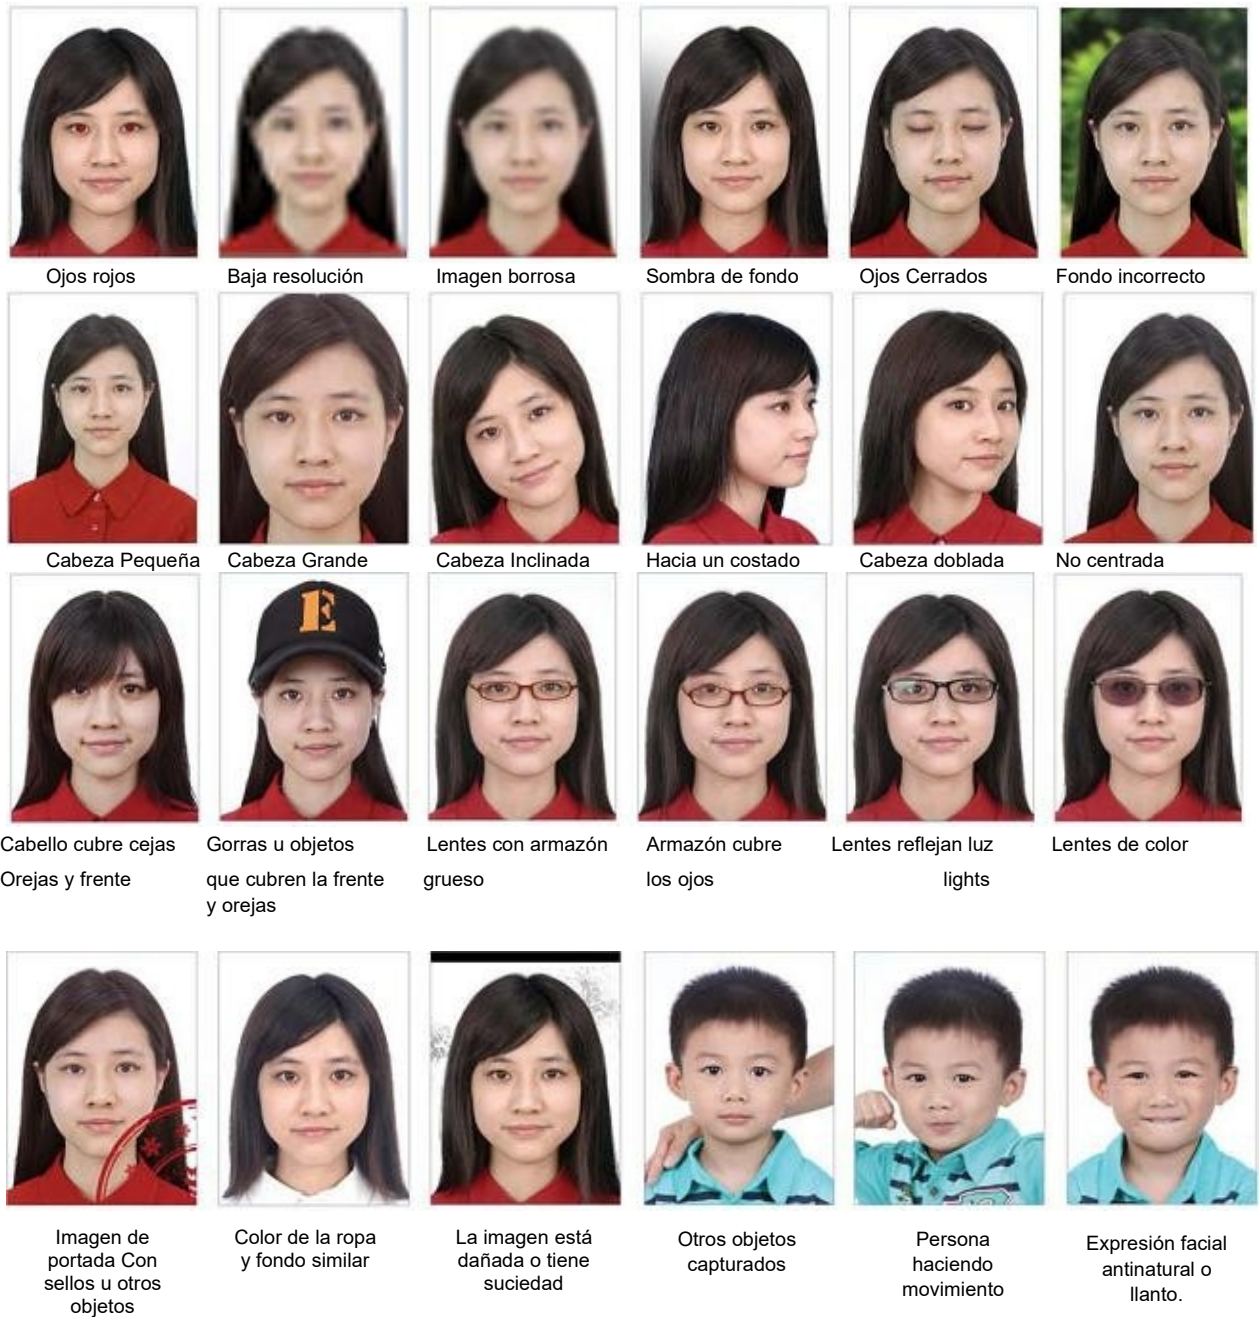 Ojos rojos
Baja resolución
Imagen borrosa
Sombra de fondo
Ojos Cerrados
Fondo incorrecto
Cabeza Pequeña
Cabeza Grande
Cabeza Inclinada
Hacia un costado
Cabeza doblada
No centrada
E
Cabello cubre cejas
Orejas y frente
Gorras u objetos
que cubren la frente
y orejas
Lentes con armazón
grueso
Armazón cubre
los ojos
Lentes reflejan luz
lights
Lentes de color
Imagen de
portada Con
sellos u otros
objetos
Color de la ropa
y fondo similar
La imagen está
dañada o tiene
suciedad
Otros objetos
capturados
Persona
haciendo
movimiento
Expresión facial
antinatural o
llanto.